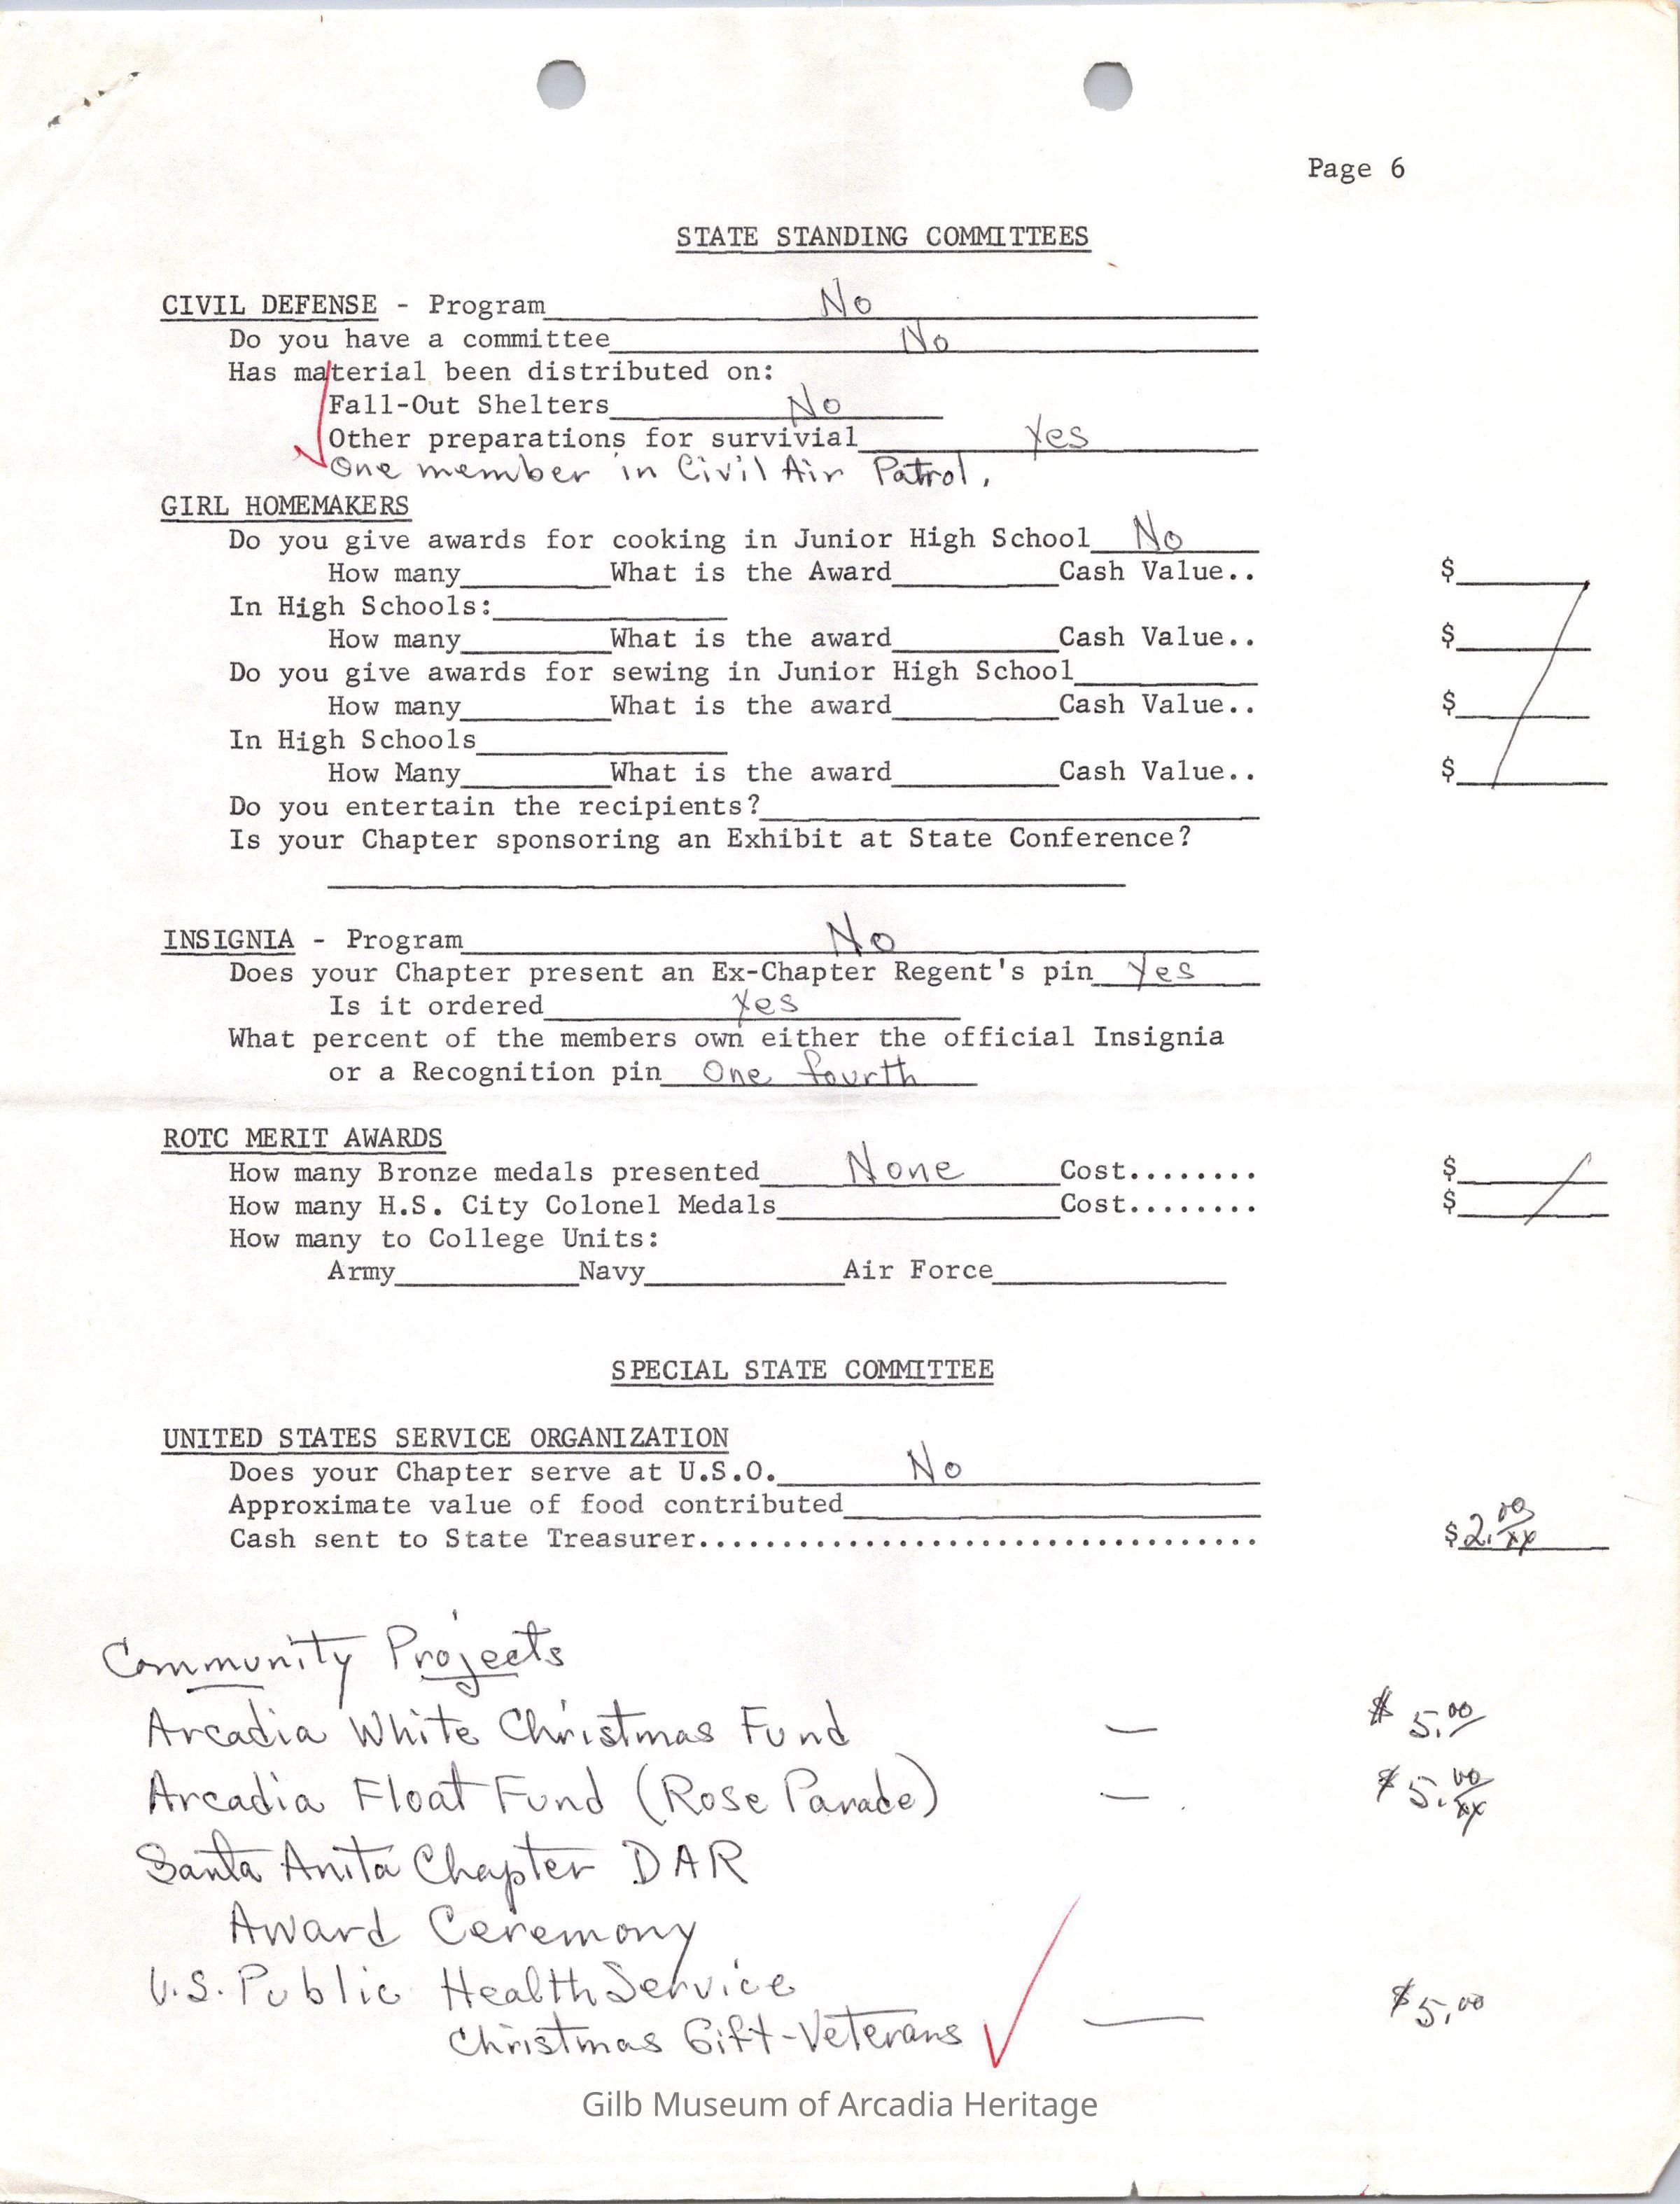 Page 6
STATE STANDING COMMITTEES
CIVIL DEFENSE - Program No
Do you have a committee No
Has material been distributed on:
Fall-Out Shelters No
Other preparations for survivial Yes
One member in Civil Air Patrol.
GIRL HOMEMAKERS
Do you give awards for cooking in Junior High School No
How many What is the Award Cash Value.. $
In High Schools:
How many What is the award Cash Value.. $
Do you give awards for sewing in Junior High School
How many What is the award Cash Value.. $
In High Schools
How Many What is the award Cash Value.. $
Do you entertain the recipients?
Is your Chapter sponsoring an Exhibit at State Conference?
INSIGNIA - Program No
Does your Chapter present an Ex-Chapter Regent's pin Yes
Is it ordered Yes
What percent of the members own either the official Insignia
or a Recognition pin One fourth
ROTC MERIT AWARDS
How many Bronze medals presented None Cost........ $
How many H.S. City Colonel Medals Cost........ $
How many to College Units:
Army Navy Air Force
SPECIAL STATE COMMITTEE
UNITED STATES SERVICE ORGANIZATION
Does your Chapter serve at U.S.O. No
Approximate value of food contributed
Cash sent to State Treasurer.................................. $2.00/xx
Community Projects
Arcadia White Christmas Fund — $5.00
Arcadia Float Fund (Rose Parade) — $5.00/xx
Santa Anita Chapter DAR
Award Ceremony
U.S. Public Health Service
Christmas Gift-Veterans — $5.00
Gilb Museum of Arcadia Heritage